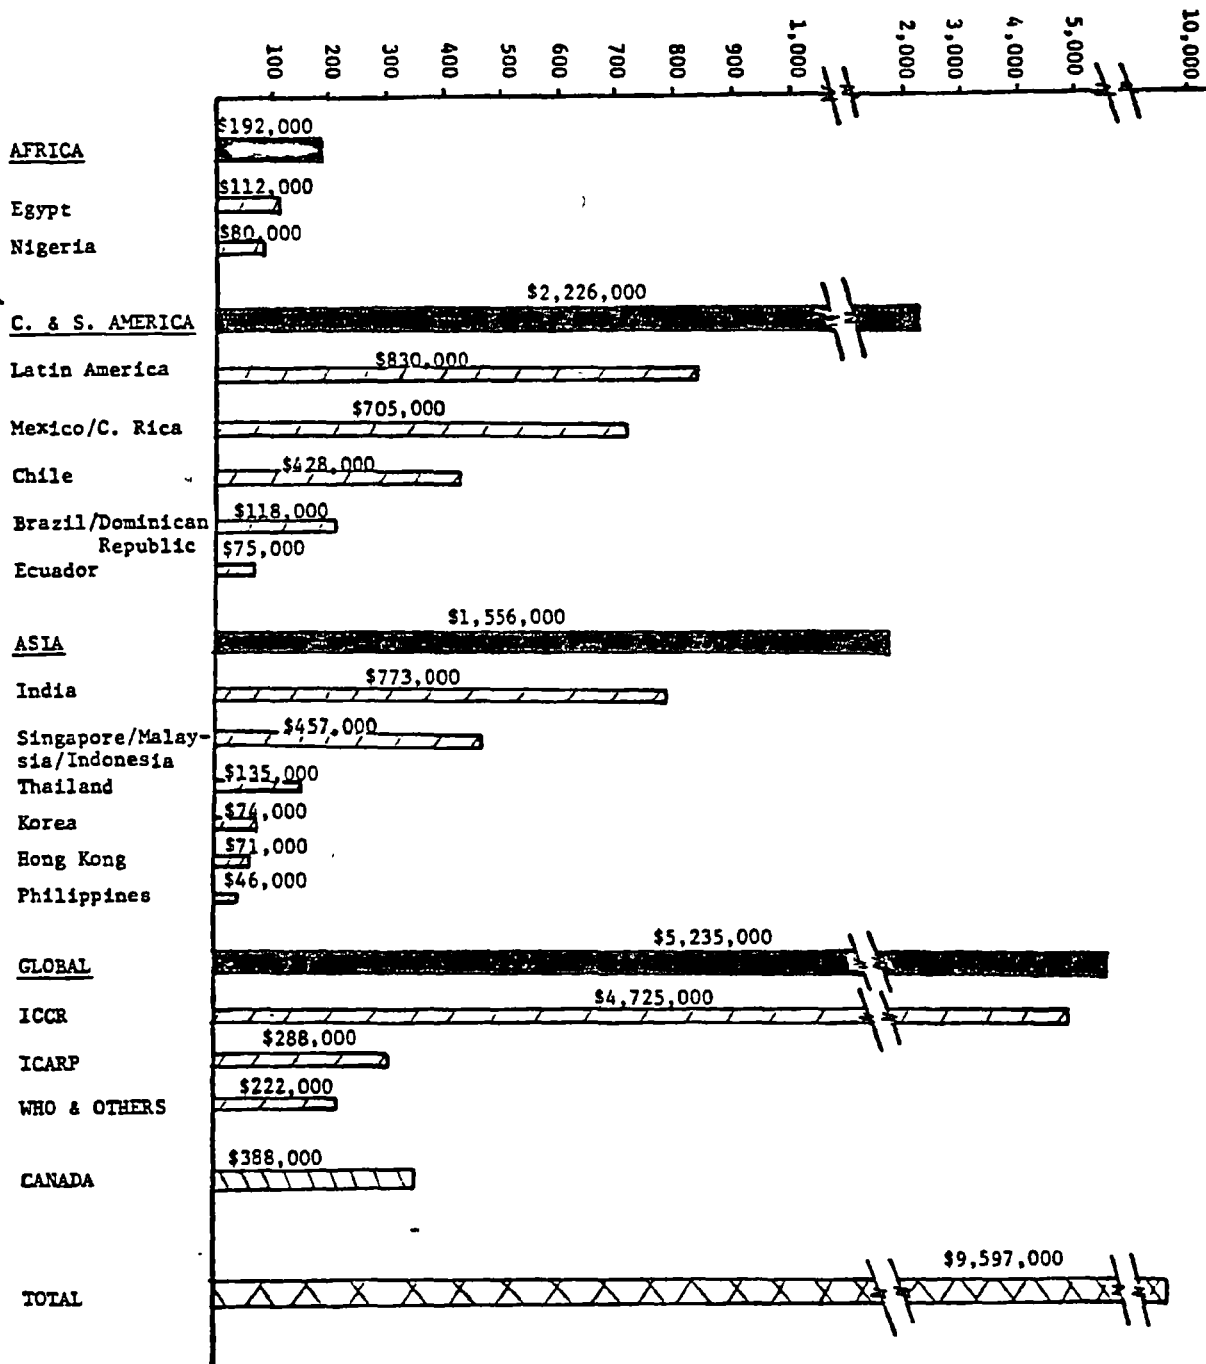 100 200 300 400 500 600 700 800 900 1,000 2,000 3,000 4,000 5,000 10,000
$192,000
AFRICA
$112,000
Egypt
$80,000
Nigeria
$2,226,000
C. & S. AMERICA
$830,000
Latin America
$705,000
Mexico/C. Rica
$428,000
Chile
$118,000
Brazil/Dominican
Republic
$75,000
Ecuador
$1,556,000
ASIA
$773,000
India
$457,000
Singapore/Malay-
sia/Indonesia
$135,000
Thailand
$74,000
Korea
$71,000
Hong Kong
$46,000
Philippines
$5,235,000
GLOBAL
$4,725,000
ICCR
$288,000
ICARP
$222,000
WHO & OTHERS
$388,000
CANADA
$9,597,000
TOTAL